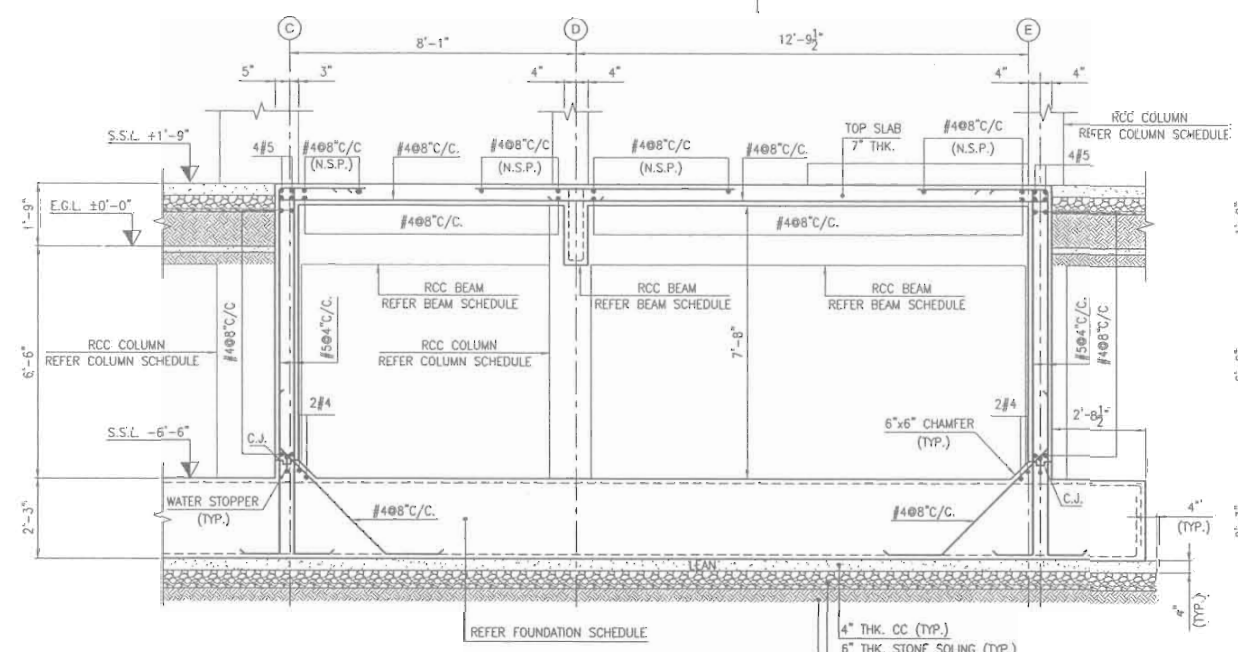 C
D
E
8'-1"
12'-9½"
5"
3"
4"
4"
4"
4"
RCC COLUMN
REFER COLUMN SCHEDULE
S.S.L. +1'-9"
4#5
#4@8"C/C
(N.S.P.)
#4@8"C/C.
#4@8"C/C
(N.S.P.)
#4@8"C/C
(N.S.P.)
#4@8"C/C.
TOP SLAB
7" THK.
#4@8"C/C
(N.S.P.)
4#5
1'-9"
E.G.L. ±0'-0"
#4@8"C/C.
#4@8"C/C.
RCC BEAM
REFER BEAM SCHEDULE
RCC BEAM
REFER BEAM SCHEDULE
RCC BEAM
REFER BEAM SCHEDULE
6'-6"
RCC COLUMN
REFER COLUMN SCHEDULE
#4@8"C/C
#5@4"C/C.
RCC COLUMN
REFER COLUMN SCHEDULE
7'-8"
#5@4"C/C.
#4@8"C/C
2#4
2#4
2'-8½"
S.S.L. -6'-6"
C.J.
6"x6" CHAMFER
(TYP.)
WATER STOPPER
(TYP.)
C.J.
2'-3"
#4@8"C/C.
#4@8"C/C.
4"
(TYP.)
LEAN
4"
(TYP.)
REFER FOUNDATION SCHEDULE
4" THK. CC (TYP.)
6" THK. STONE SOLING (TYP.)